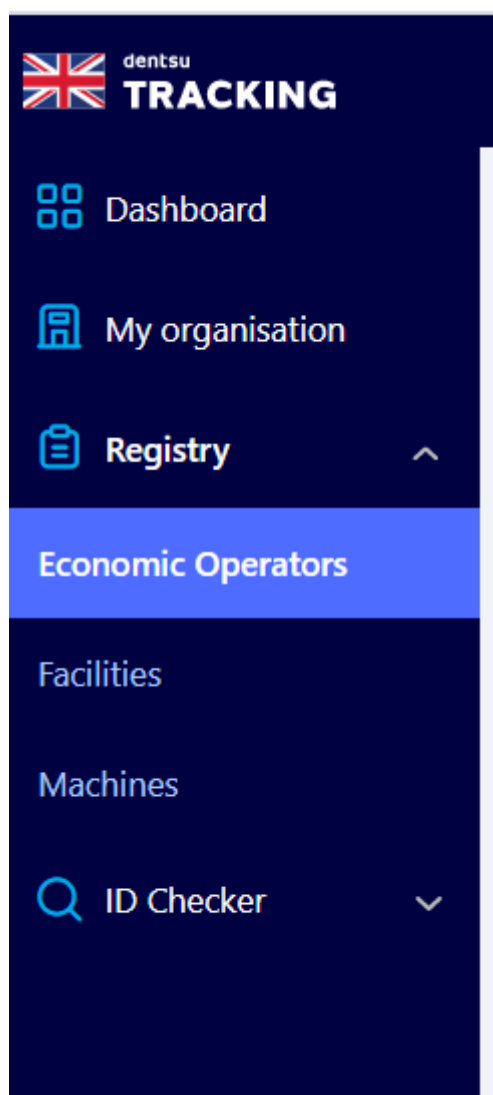 dentsu
TRACKING
Dashboard
My organisation
Registry
Economic Operators
Facilities
Machines
ID Checker